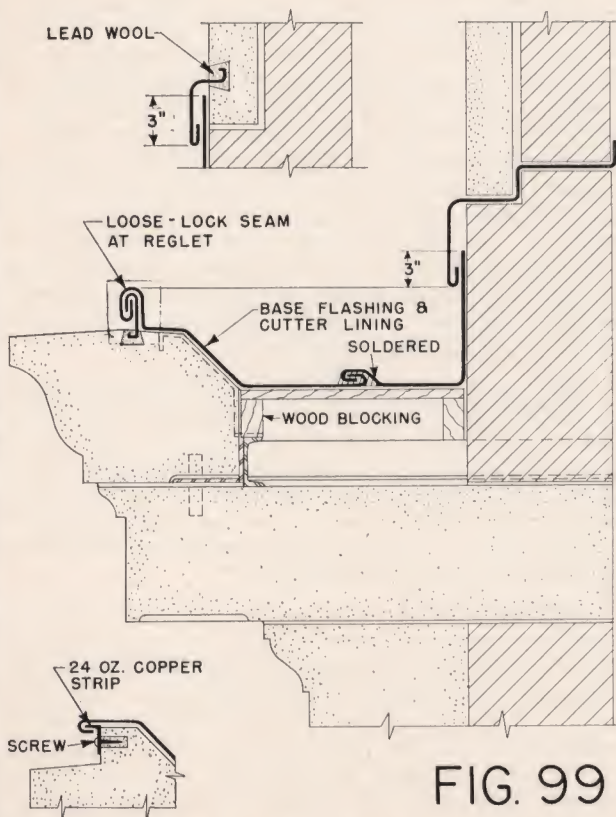 LEAD WOOL
3"
LOOSE-LOCK SEAM
AT REGLET
3"
BASE FLASHING &
CUTTER LINING
SOLDERED
WOOD BLOCKING
24 OZ. COPPER
STRIP
SCREW
FIG. 99